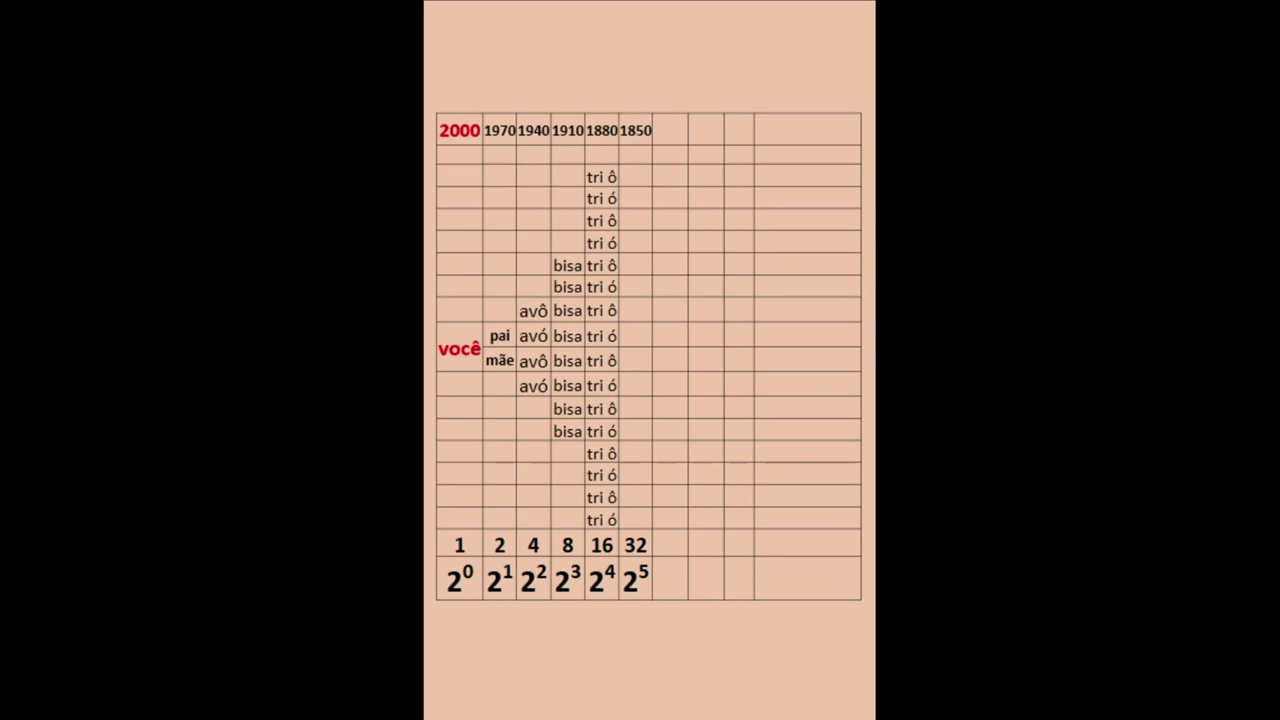 2000 1970 1940 1910 1880 1850
tri ô
tri ó
tri ô
tri ó
bisa tri ô
bisa tri ó
avô bisa tri ô
você pai avó bisa tri ó
mãe avô bisa tri ô
avó bisa tri ó
bisa tri ô
bisa tri ó
tri ô
tri ó
tri ô
tri ó
1 2 4 8 16 32
2⁰ 2¹ 2² 2³ 2⁴ 2⁵